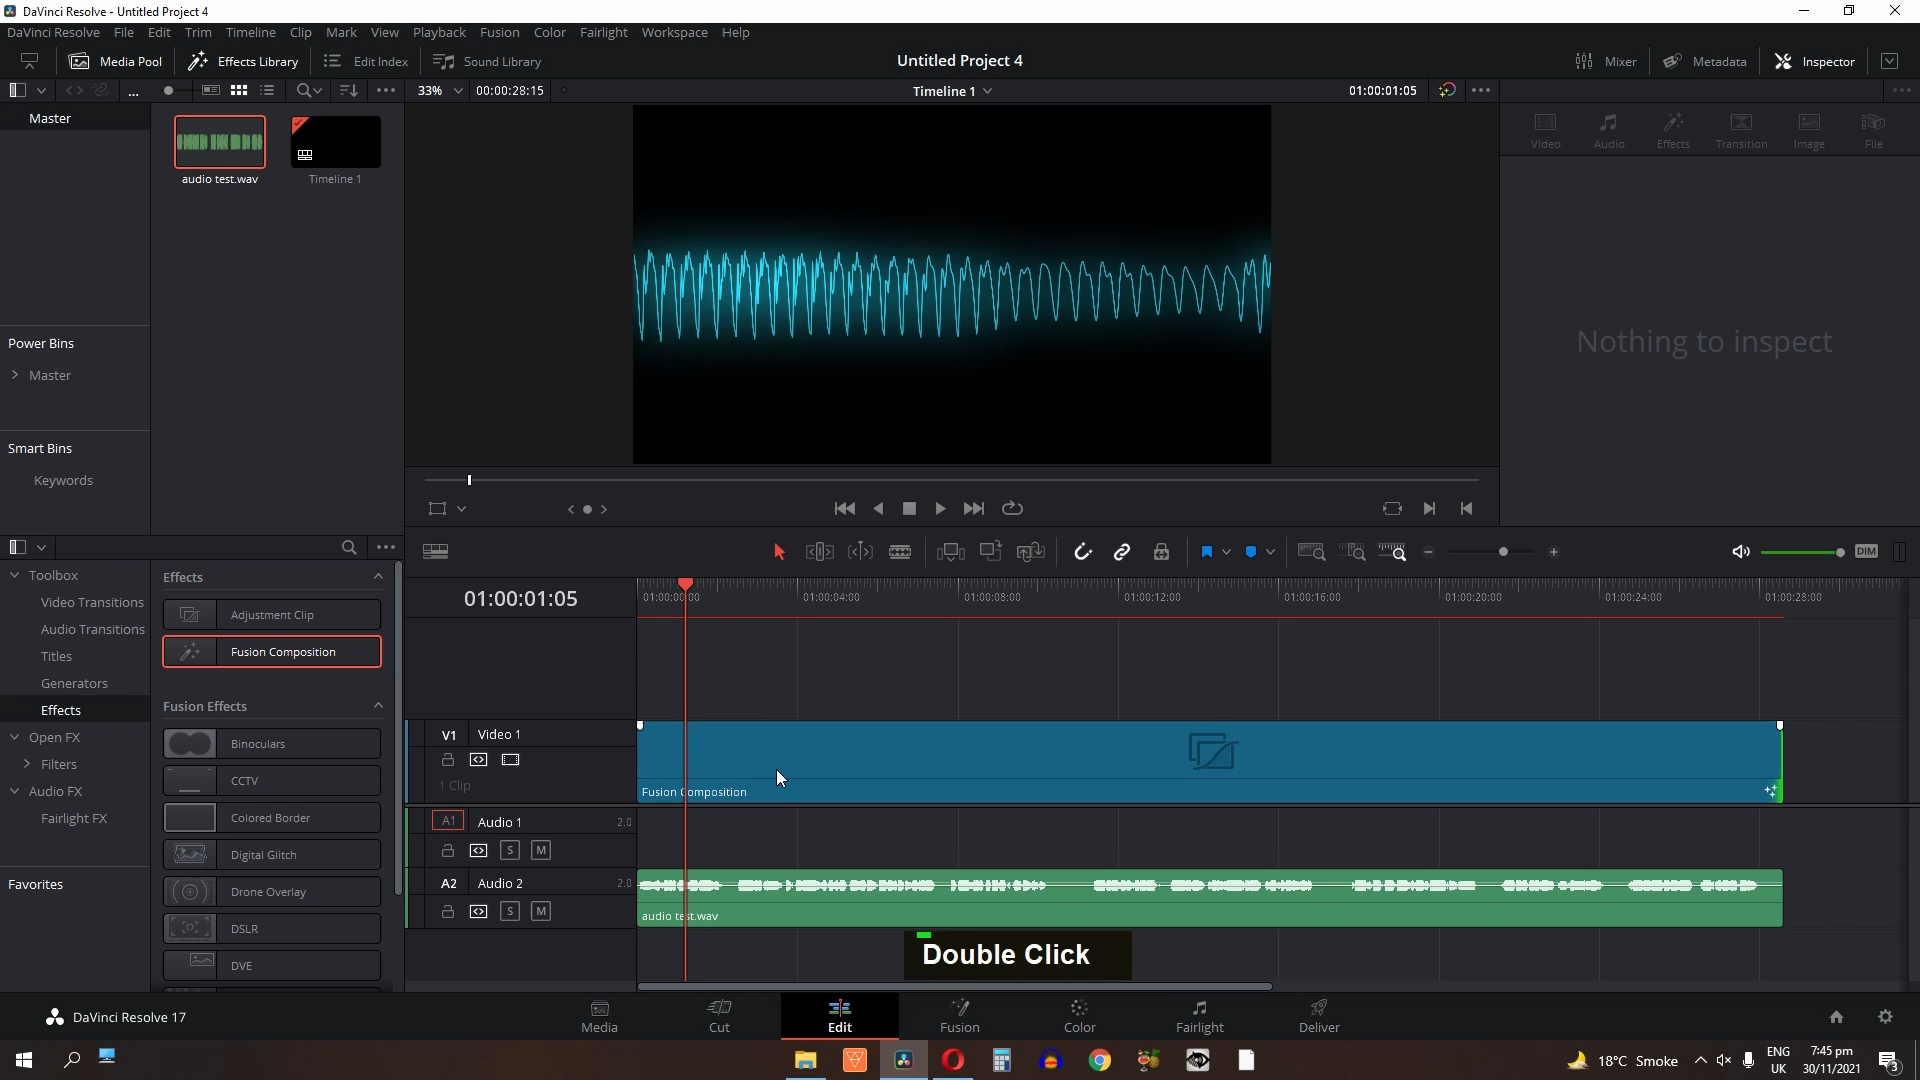 DaVinci Resolve - Untitled Project 4
DaVinci Resolve File Edit Trim Timeline Clip Mark View Playback Fusion Color Fairlight Workspace Help
Media Pool Effects Library Edit Index Sound Library Untitled Project 4 Mixer Metadata Inspector
33% 00:00:28:15 Timeline 1 01:00:01:05
Master
audio test.wav Timeline 1
Video Audio Effects Transition Image File
Nothing to inspect
Power Bins
Master
Smart Bins
Keywords
DIM
Toolbox
Video Transitions
Audio Transitions
Titles
Generators
Effects
Open FX
Filters
Audio FX
Fairlight FX
Favorites
Effects
Adjustment Clip
Fusion Composition
Fusion Effects
Binoculars
CCTV
Colored Border
Digital Glitch
Drone Overlay
DSLR
DVE
01:00:01:05
01:00:00:00 01:00:04:00 01:00:08:00 01:00:12:00 01:00:16:00 01:00:20:00 01:00:24:00 01:00:28:00
V1 Video 1
1 Clip
Fusion Composition
A1 Audio 1 2.0
S M
A2 Audio 2 2.0
S M
audio test.wav
Double Click
DaVinci Resolve 17
Media Cut Edit Fusion Color Fairlight Deliver
18°C Smoke
ENG
UK
7:45 pm
30/11/2021
3